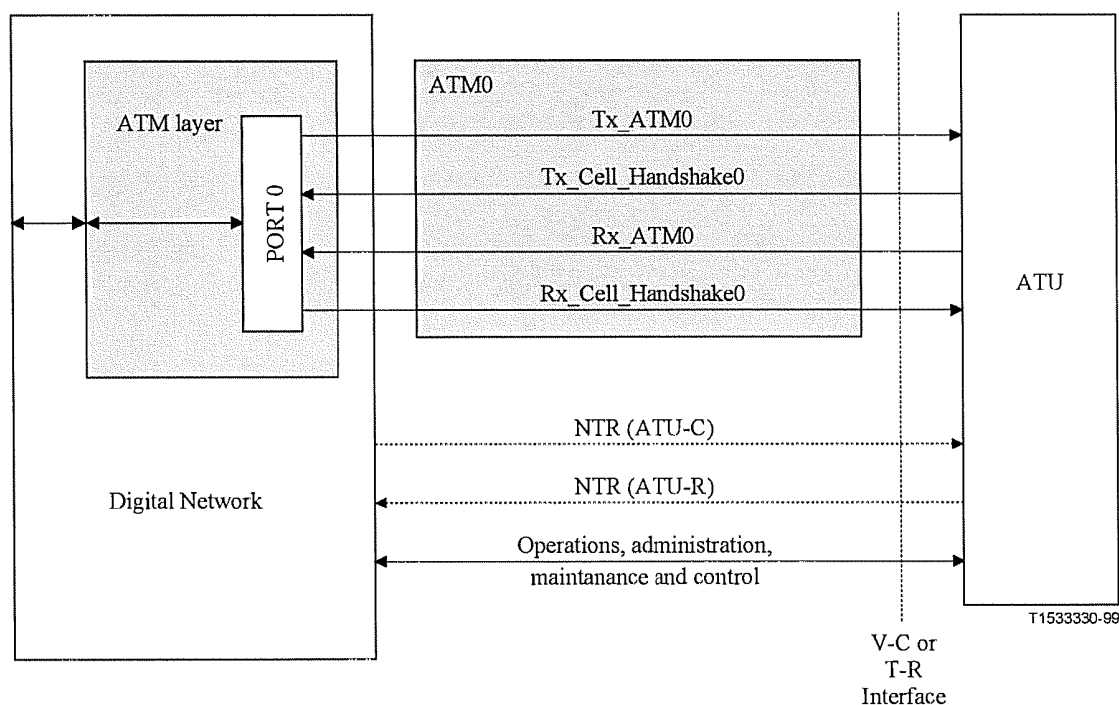 ATM0
Tx_ATM0
ATM layer
Tx_Cell_Handshake0
PORT 0
Rx_ATM0
ATU
Rx_Cell_Handshake0
NTR (ATU-C)
NTR (ATU-R)
Digital Network
Operations, administration,
maintanance and control
T1533330-99
V-C or
T-R
Interface